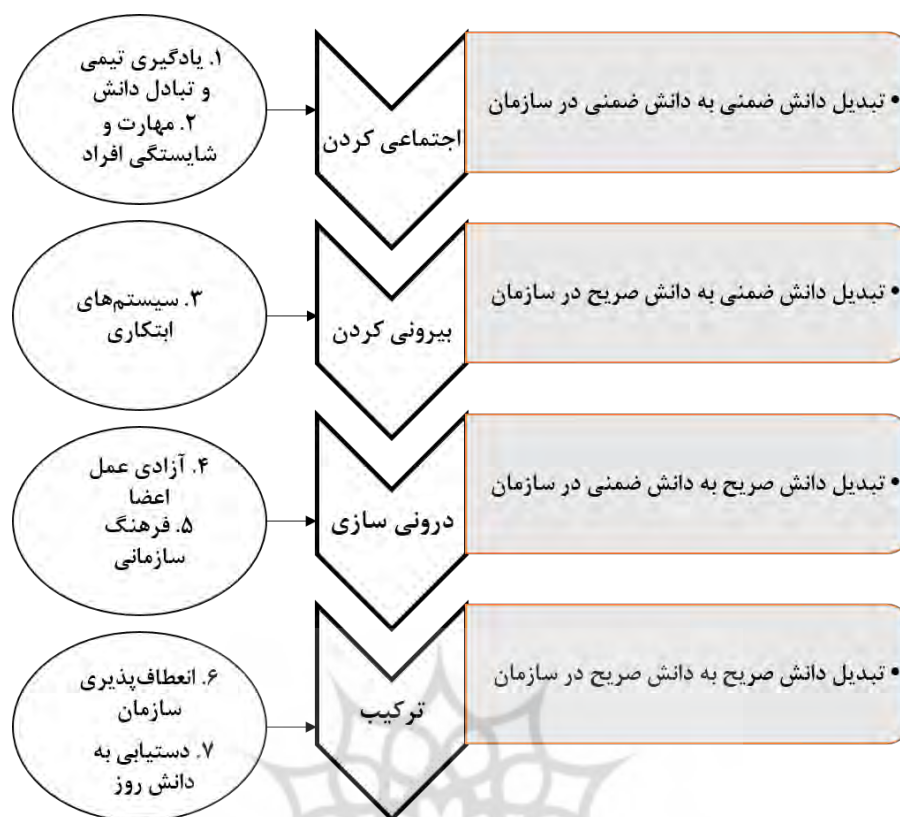 ۱. یادگیری تیمی
و تبادل دانش
۲. مهارت و
شایستگی افراد
اجتماعی کردن
• تبدیل دانش ضمنی به دانش ضمنی در سازمان
۳. سیستم‌های
ابتکاری
بیرونی کردن
• تبدیل دانش ضمنی به دانش صریح در سازمان
۴. آزادی عمل
اعضا
۵. فرهنگ
سازمانی
درونی سازی
• تبدیل دانش صریح به دانش ضمنی در سازمان
۶. انعطاف‌پذیری
سازمان
۷. دستیابی به
دانش روز
ترکیب
• تبدیل دانش صریح به دانش صریح در سازمان